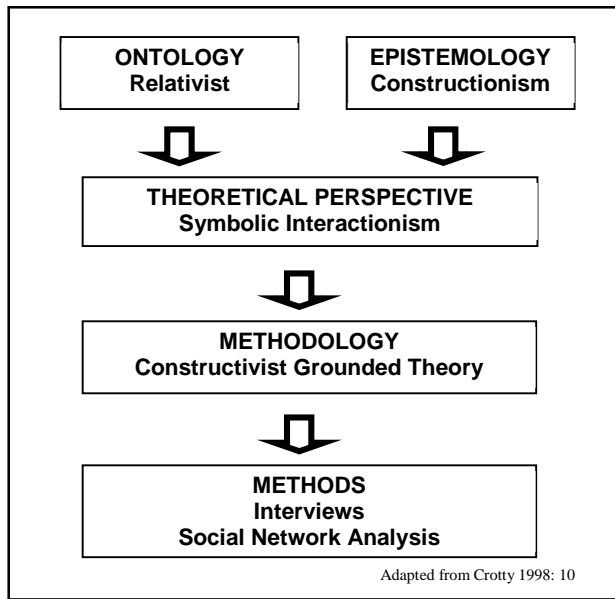 ONTOLOGY
Relativist
EPISTEMOLOGY
Constructionism
THEORETICAL PERSPECTIVE
Symbolic Interactionism
METHODOLOGY
Constructivist Grounded Theory
METHODS
Interviews
Social Network Analysis
Adapted from Crotty 1998: 10